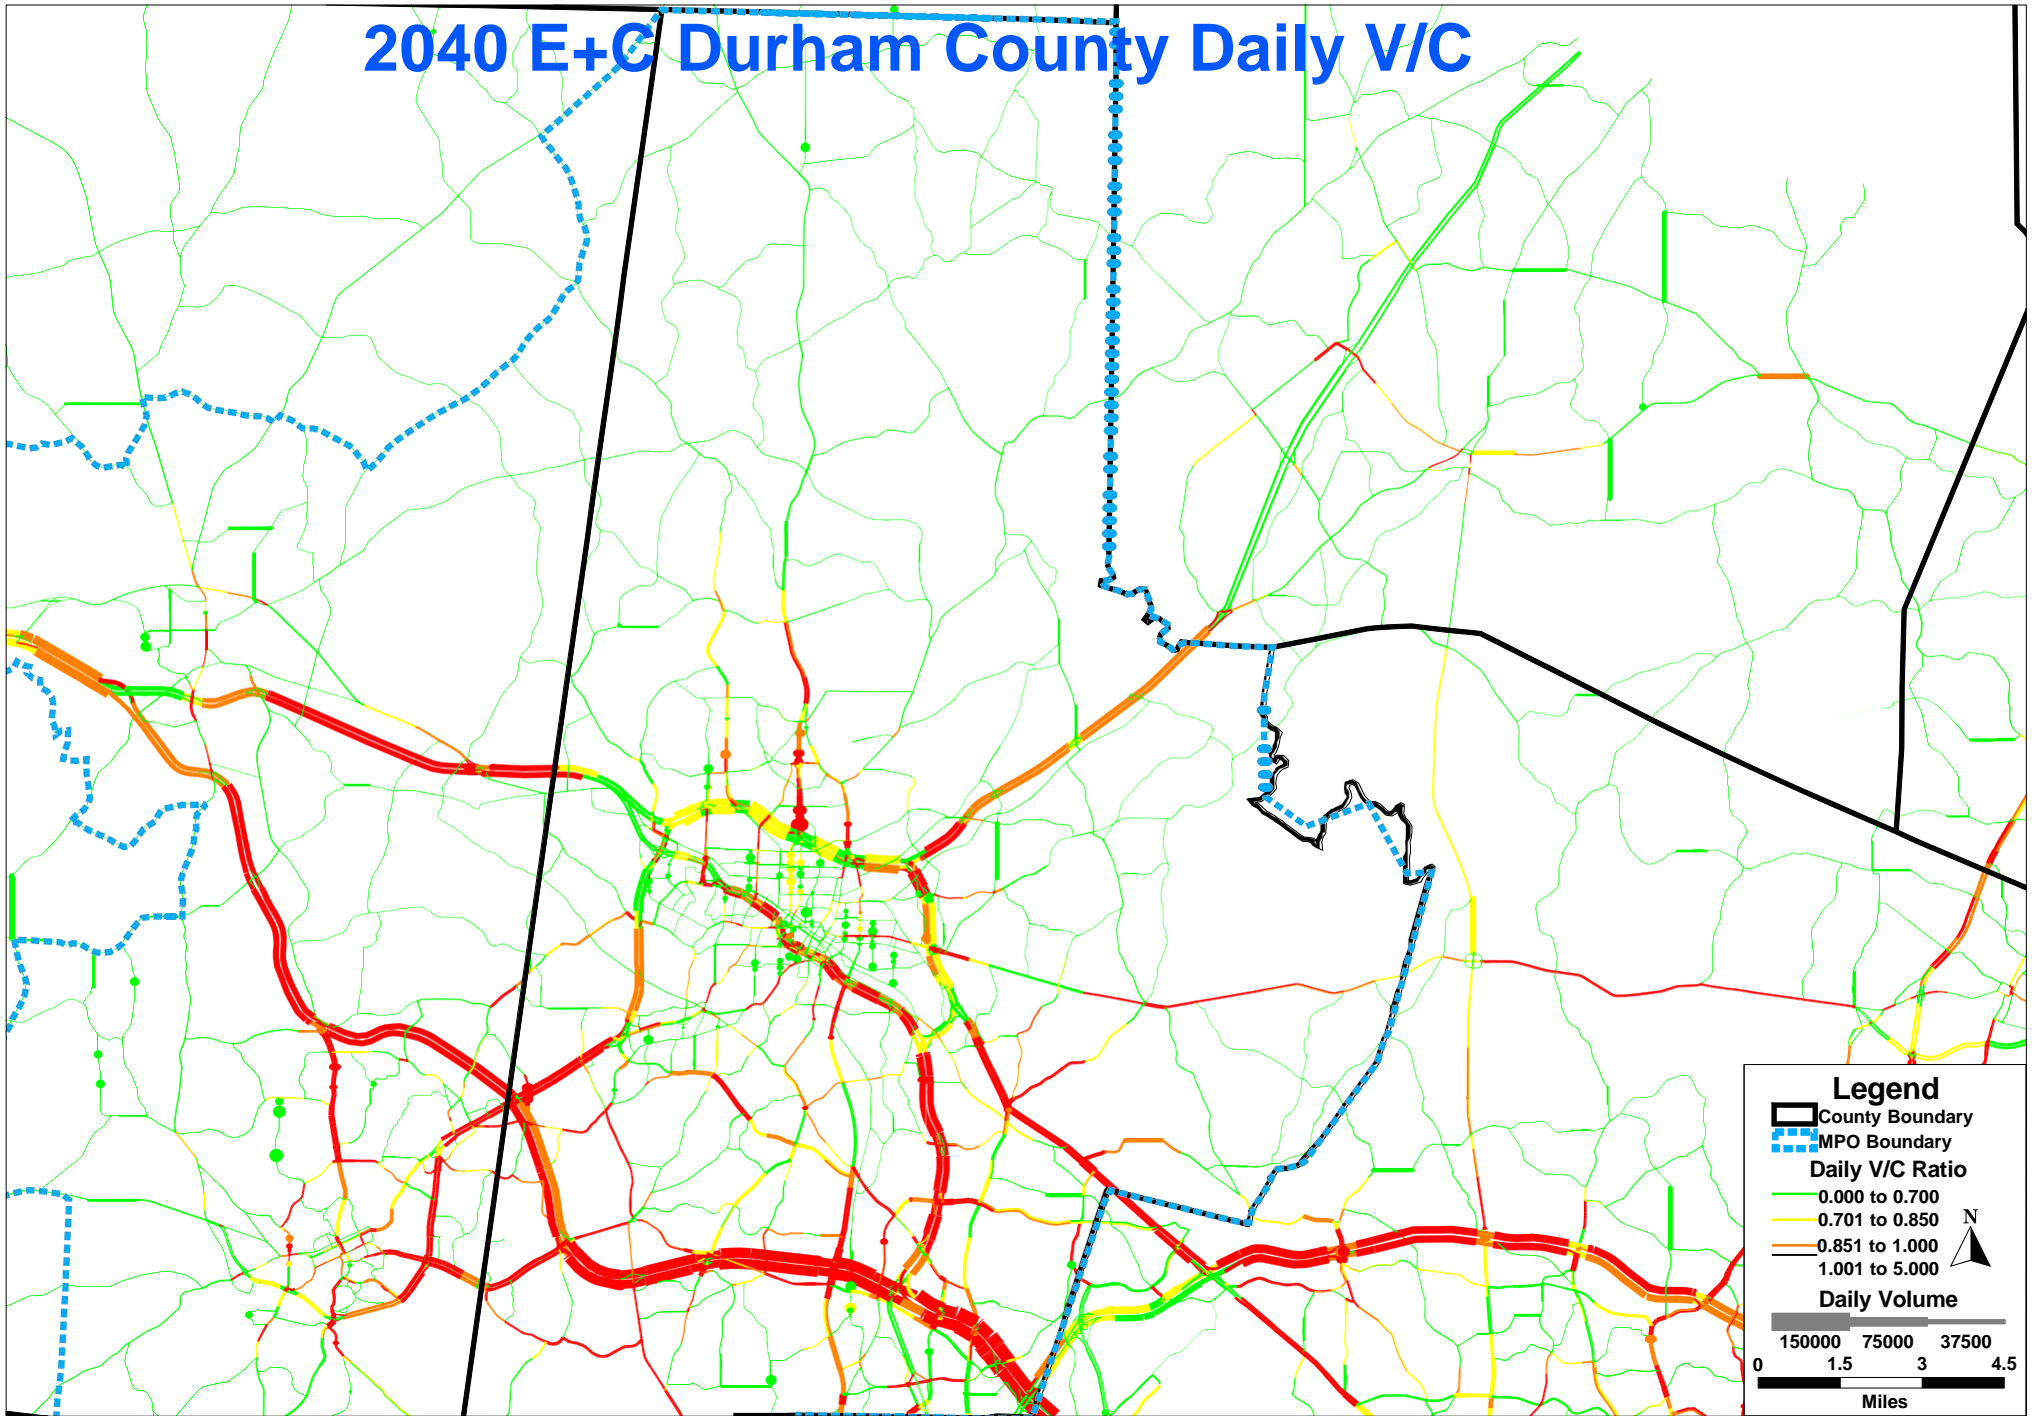 2040 E+C Durham County Daily V/C
Legend
County Boundary
MPO Boundary
Daily V/C Ratio
0.000 to 0.700
0.701 to 0.850
0.851 to 1.000
1.001 to 5.000
N
Daily Volume
150000 75000 37500
0 1.5 3 4.5
Miles